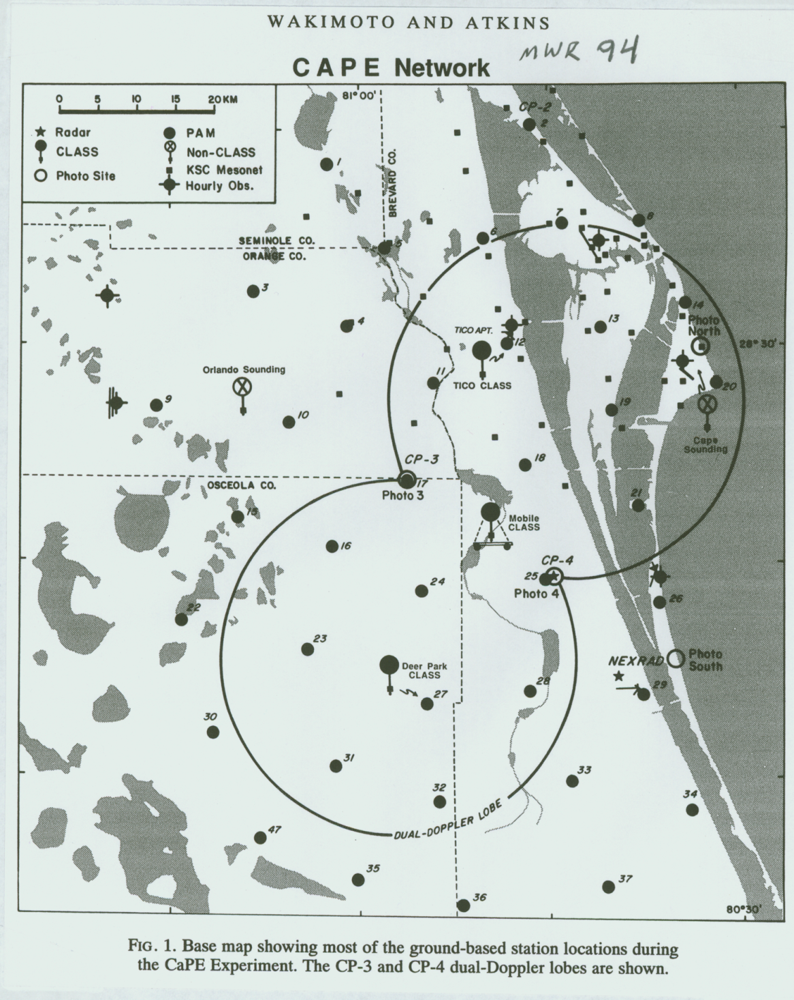 WAKIMOTO AND ATKINS
MWR 94
CAPE Network
0 5 10 15 20 KM
Radar
PAM
CLASS
Non-CLASS
Photo Site
KSC Mesonet
Hourly Obs.
81° 00'
CP-2
2
1
BREVARD CO.
7
8
6
5
SEMINOLE CO.
ORANGE CO.
3
4
13
14
Photo
North
28° 30'
TICO APT.
12
TICO CLASS
Orlando Sounding
11
20
9
10
19
Cape
Sounding
CP-3
17
Photo 3
18
OSCEOLA CO.
15
21
Mobile
CLASS
16
CP-4
25
Photo 4
24
22
26
23
NEXRAD
Photo
South
Deer Park
CLASS
28
29
27
30
31
33
32
34
DUAL-DOPPLER LOBE
47
35
37
36
80° 30'
FIG. 1. Base map showing most of the ground-based station locations during
the CaPE Experiment. The CP-3 and CP-4 dual-Doppler lobes are shown.